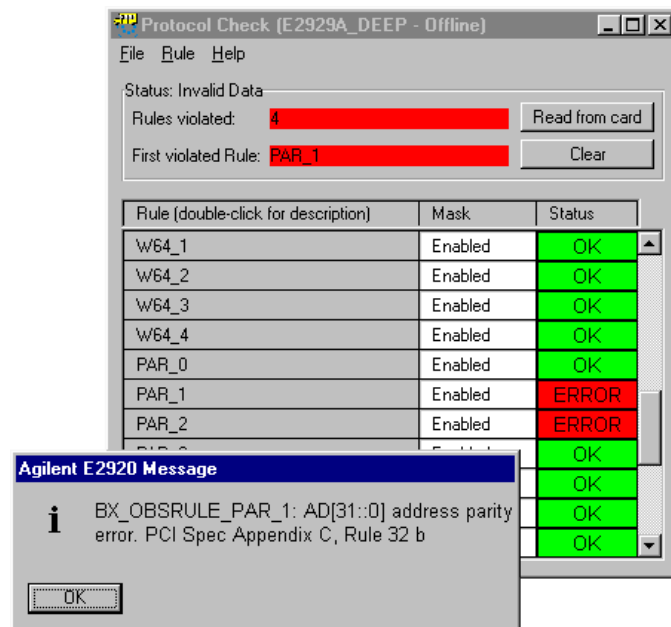 Protocol Check (E2929A_DEEP - Offline)
File Rule Help
Status: Invalid Data
Rules violated: 4 Read from card
First violated Rule: PAR_1 Clear
Rule (double-click for description) Mask Status
W64_1 Enabled OK
W64_2 Enabled OK
W64_3 Enabled OK
W64_4 Enabled OK
PAR_0 Enabled OK
PAR_1 Enabled ERROR
PAR_2 Enabled ERROR
OK
OK
OK
OK
Agilent E2920 Message
BX_OBSRULE_PAR_1: AD[31::0] address parity
error. PCI Spec Appendix C, Rule 32 b
OK